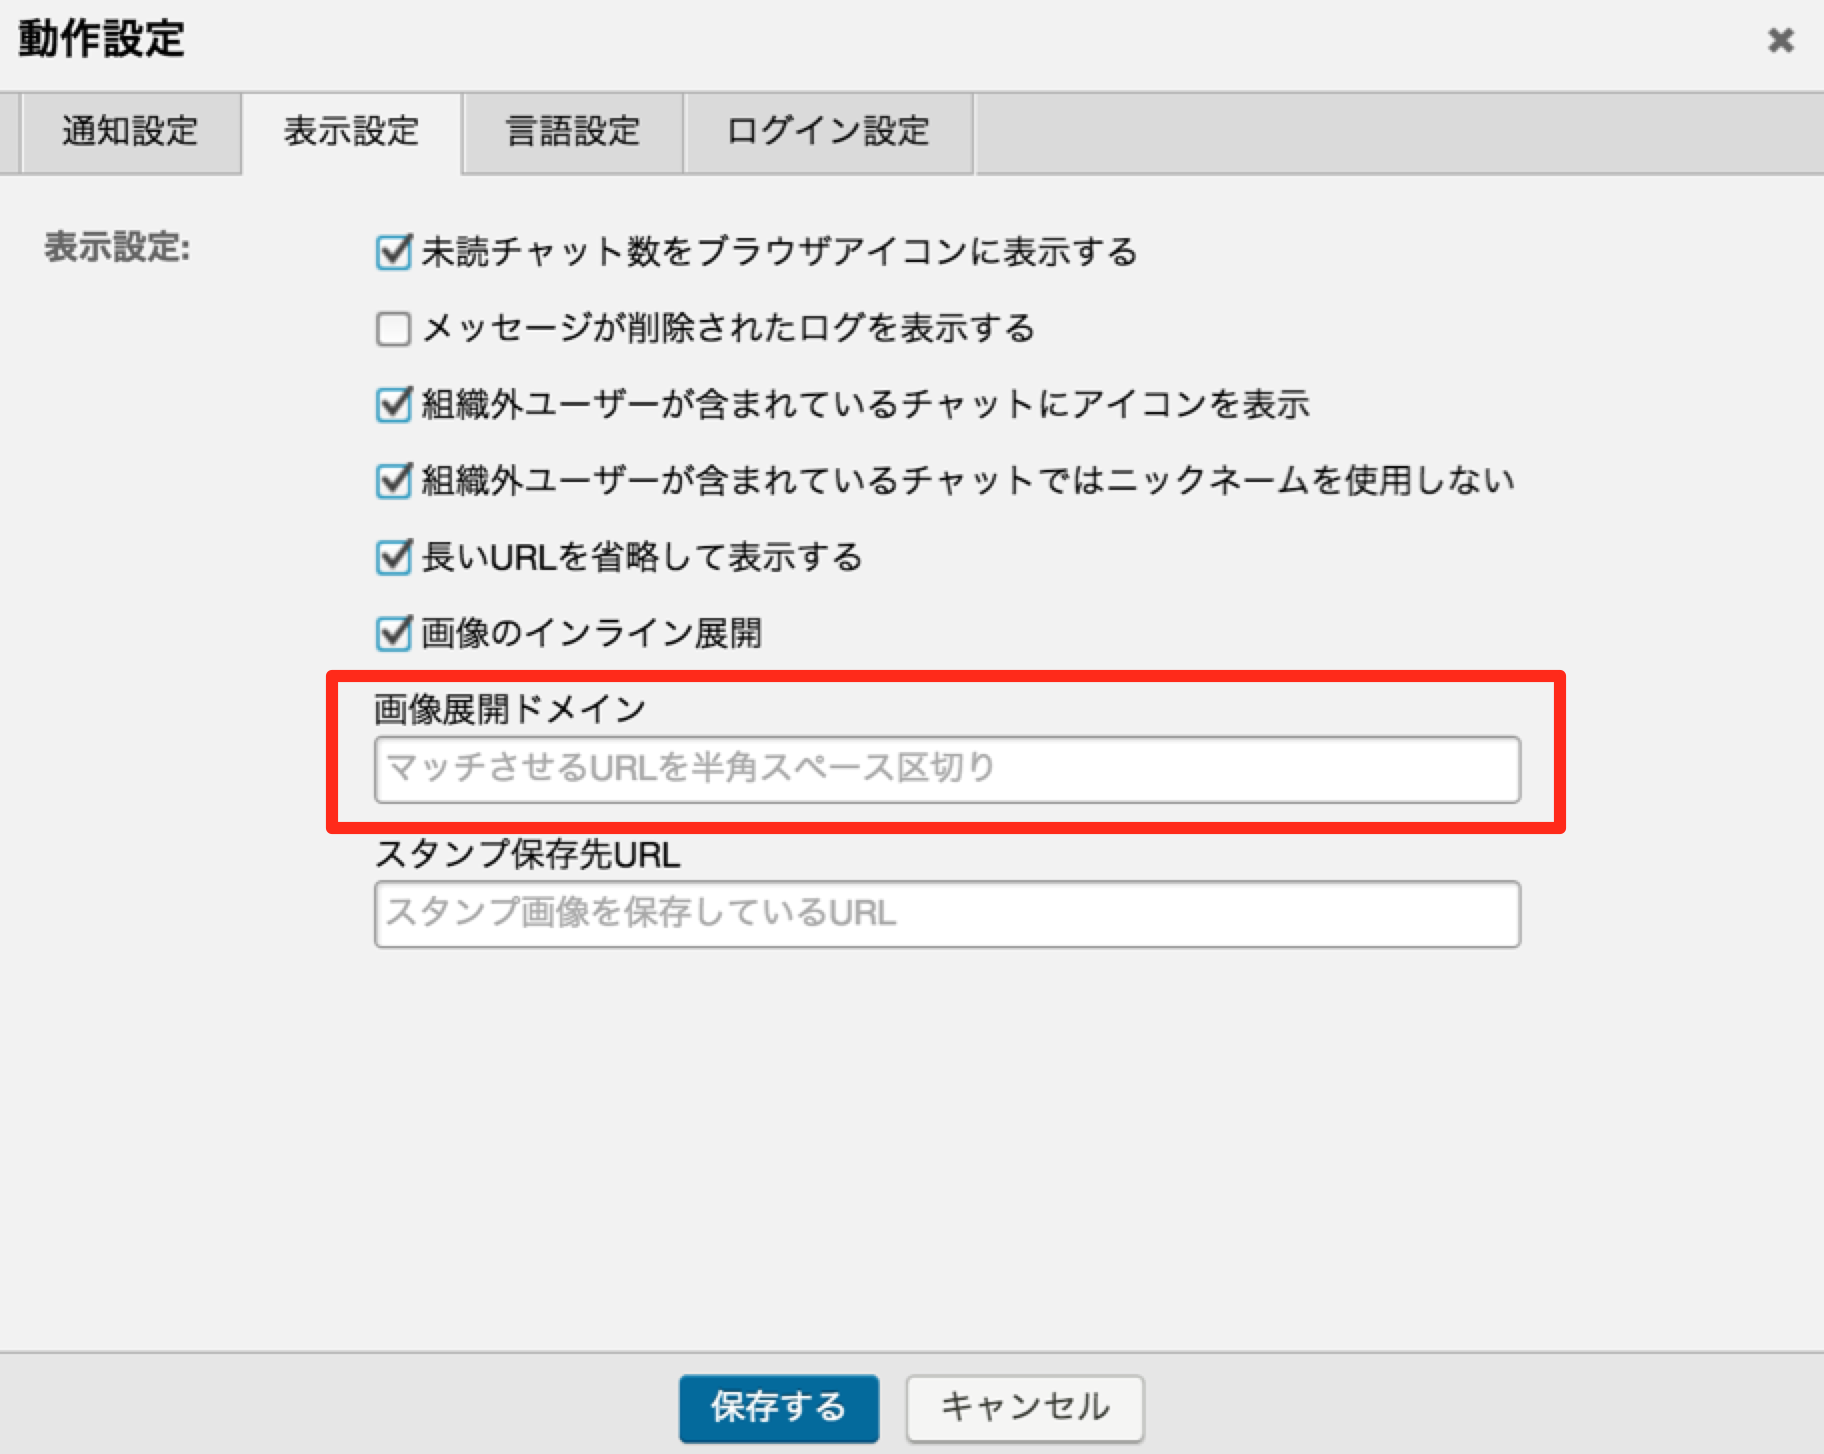 動作設定
通知設定
表示設定
言語設定
ログイン設定
表示設定:
未読チャット数をブラウザアイコンに表示する
メッセージが削除されたログを表示する
組織外ユーザーが含まれているチャットにアイコンを表示
組織外ユーザーが含まれているチャットではニックネームを使用しない
長いURLを省略して表示する
画像のインライン展開
画像展開ドメイン
マッチさせるURLを半角スペース区切り
スタンプ保存先URL
スタンプ画像を保存しているURL
保存する
キャンセル